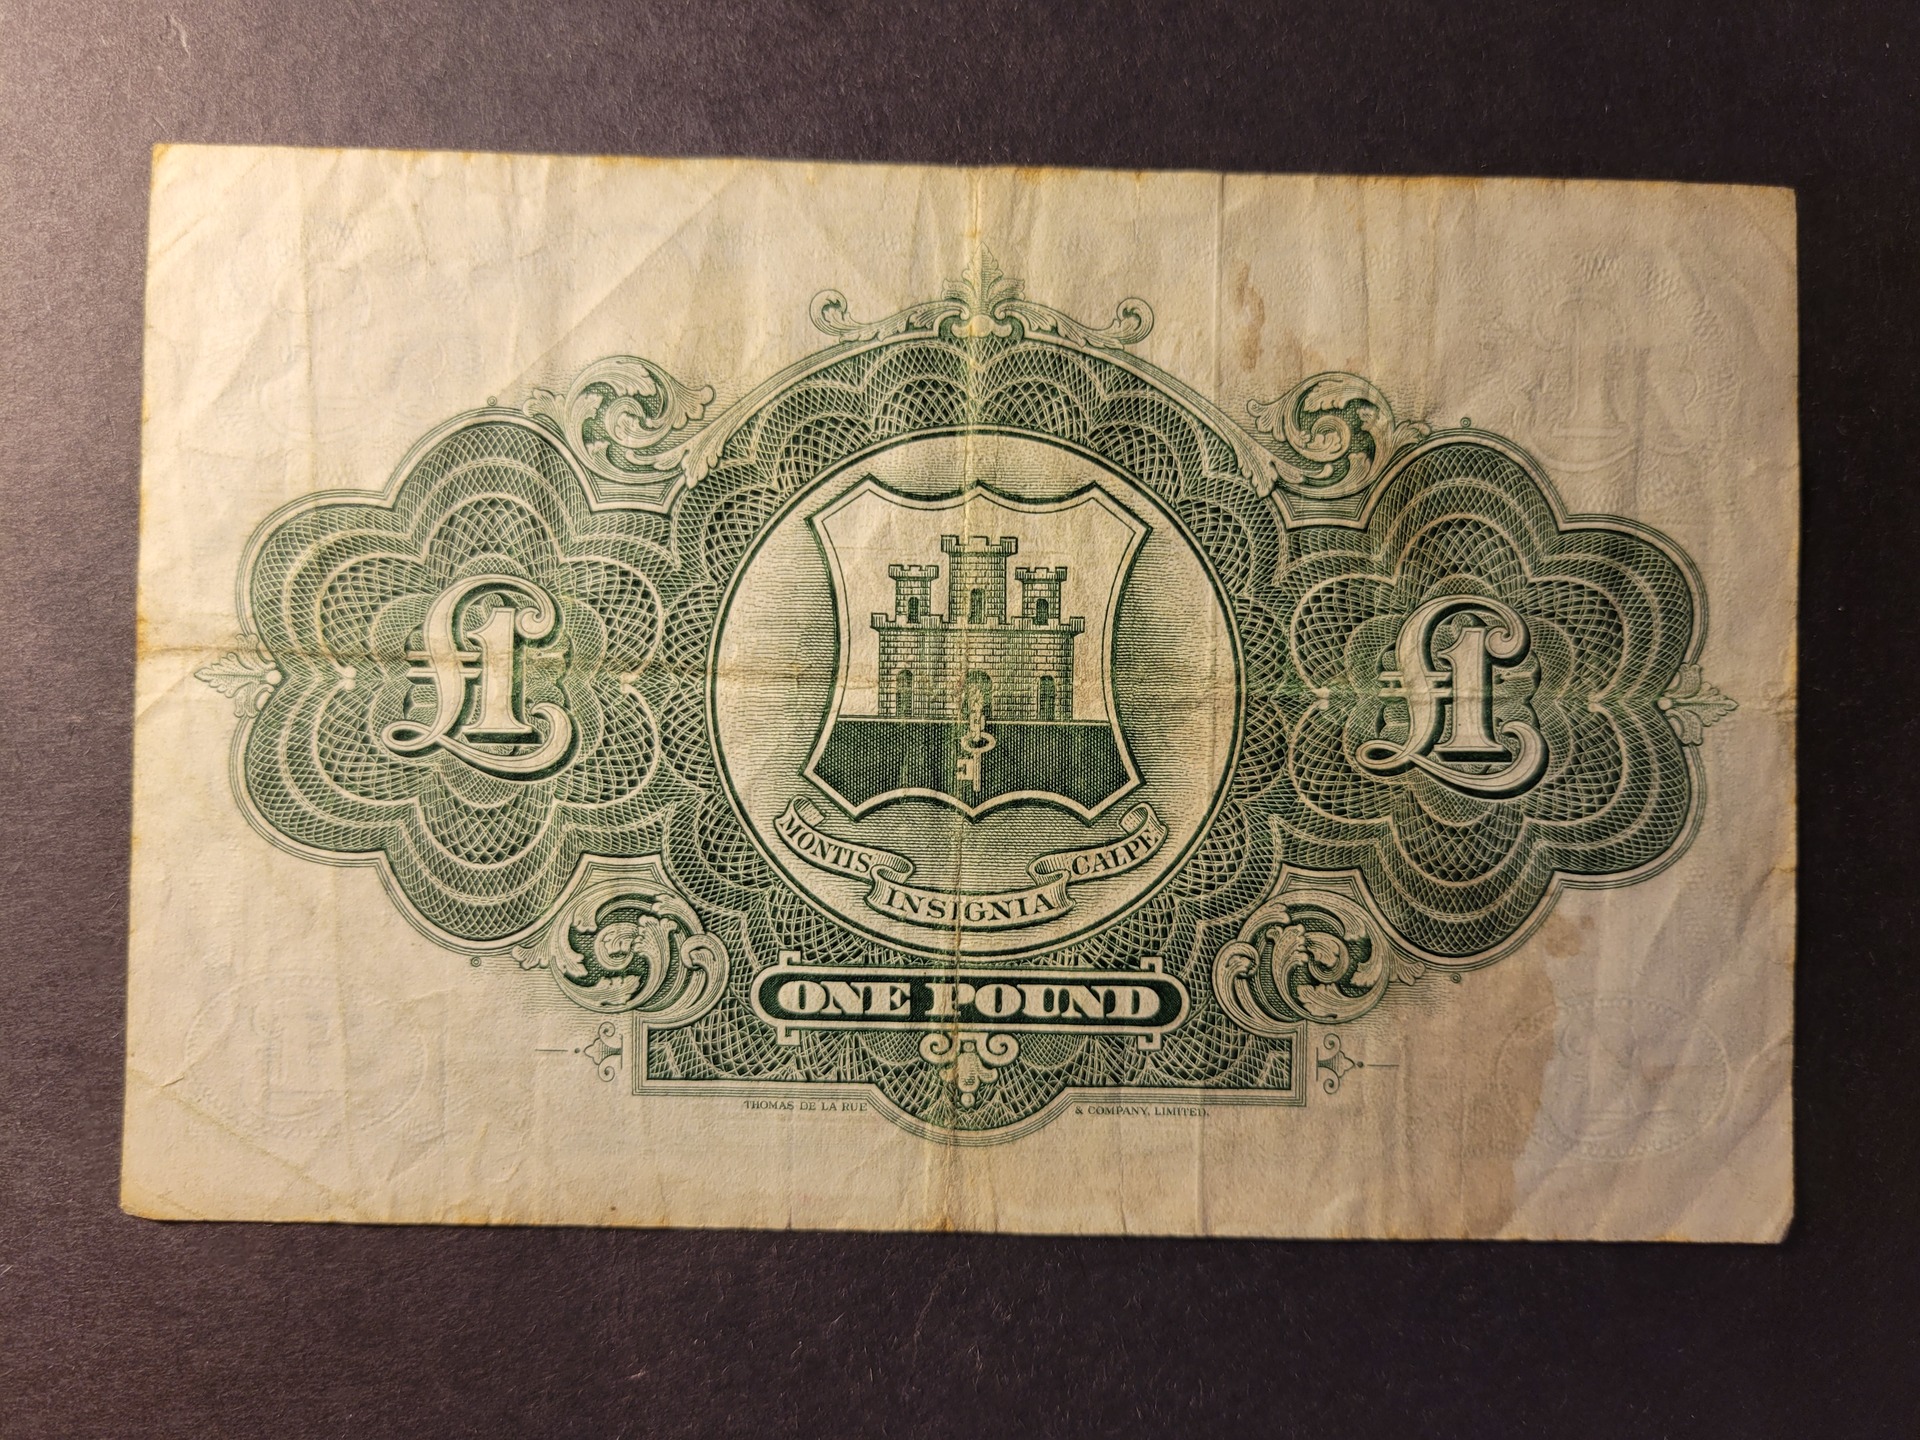 £1
£1
MONTIS INSIGNIA CALPE
ONE POUND
THOMAS DE LA RUE & COMPANY, LIMITED.